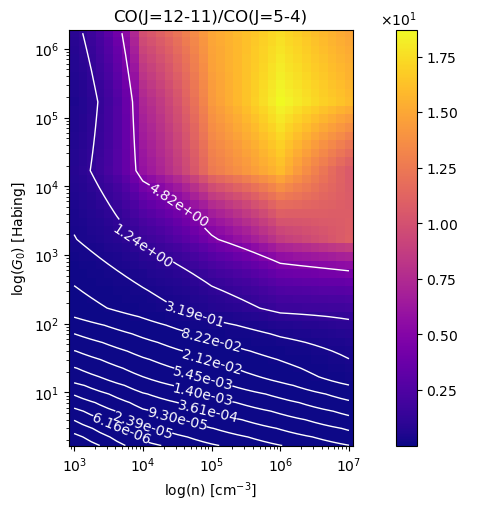 CO(J=12-11)/CO(J=5-4)
×10¹
10⁶
10⁵
10⁴
10³
10²
10¹
log(G₀) [Habing]
4.82e+00
1.24e+00
3.19e-01
8.22e-02
2.12e-02
5.45e-03
1.40e-03
3.61e-04
9.30e-05
2.39e-05
6.16e-06
10³
10⁴
10⁵
10⁶
10⁷
log(n) [cm⁻³]
1.75
1.50
1.25
1.00
0.75
0.50
0.25